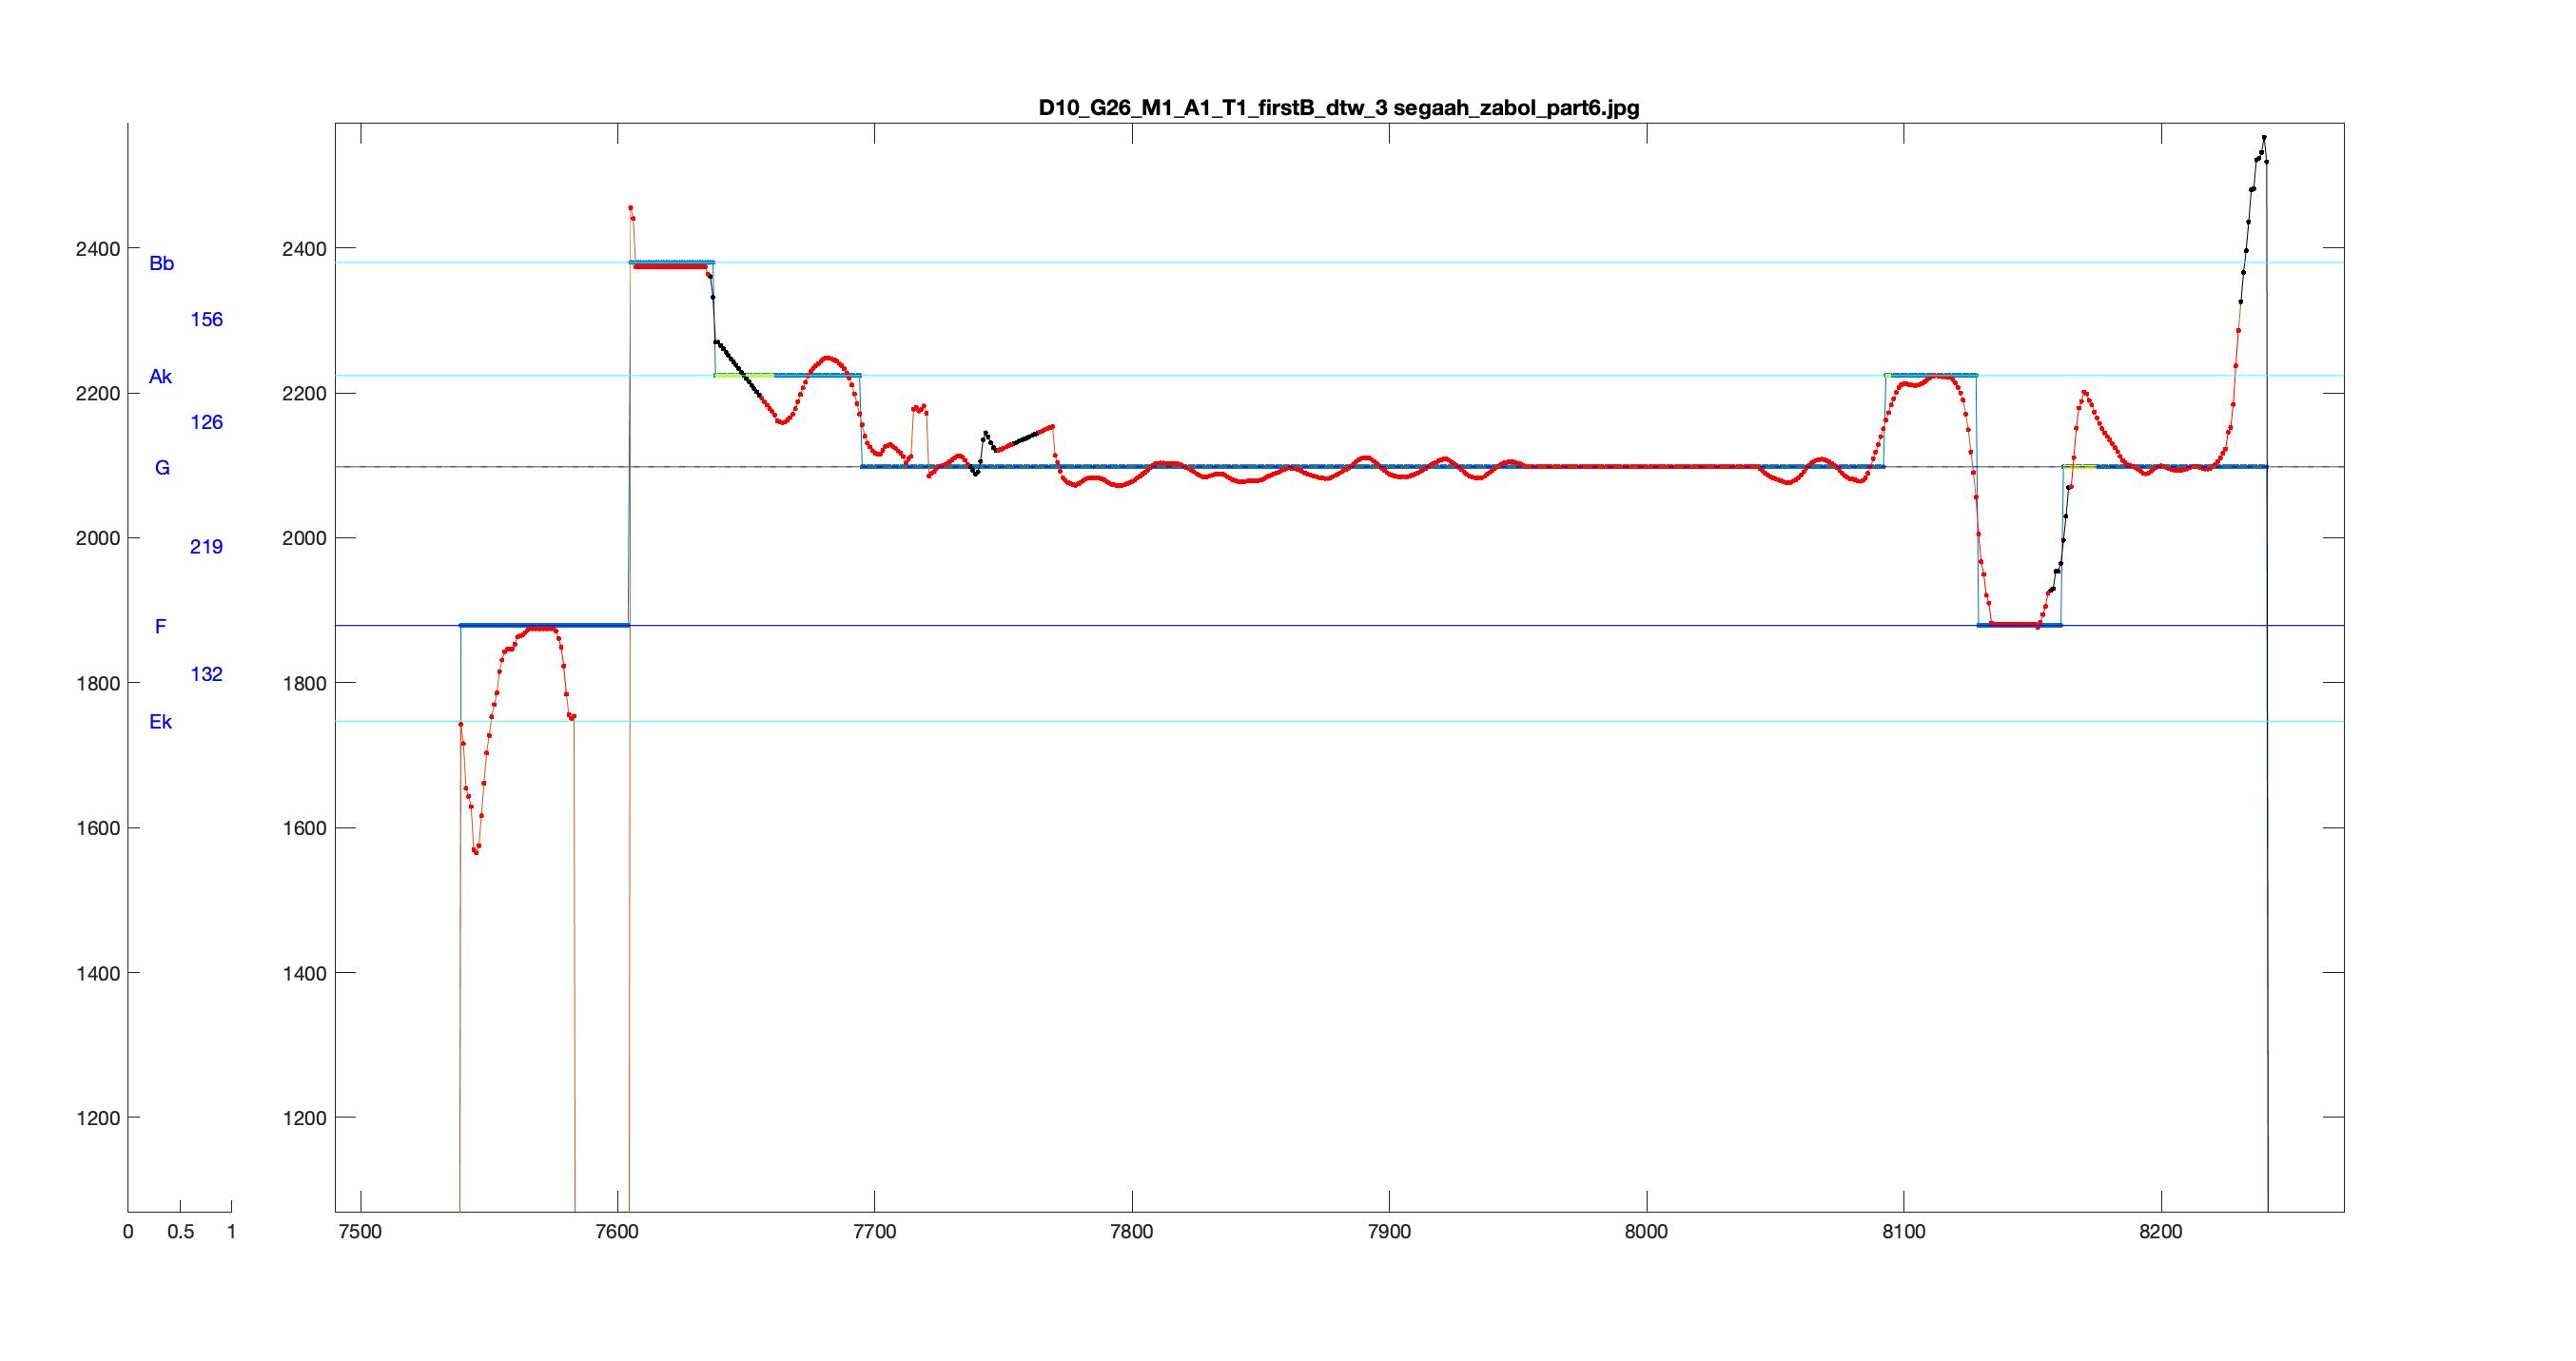 D10_G26_M1_A1_T1_firstB_dtw_3 segaah_zabol_part6.jpg
2400 Bb 2400
156
Ak
2200 2200
126
G
2000 219 2000
F
132
1800 1800
Ek
1600 1600
1400 1400
1200 1200
0 0.5 1 7500 7600 7700 7800 7900 8000 8100 8200